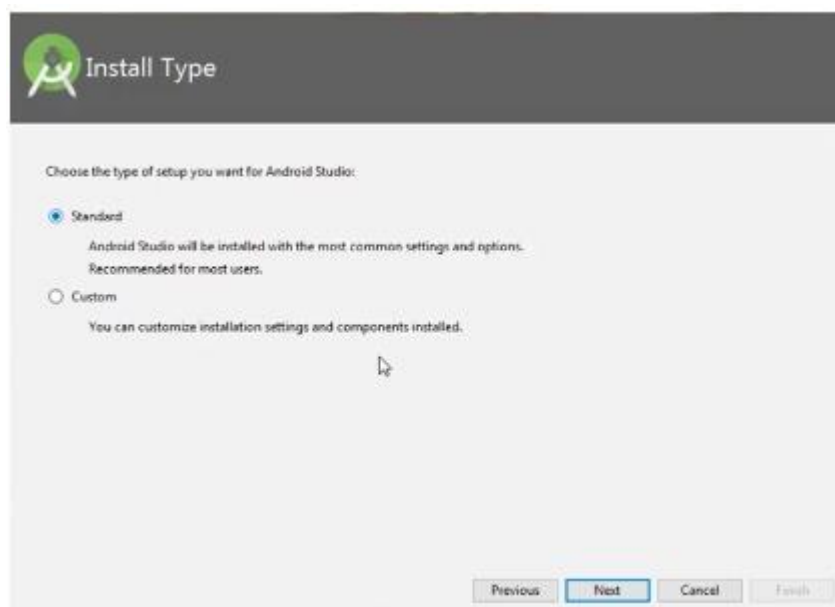 Install Type
Choose the type of setup you want for Android Studio:
Standard
Android Studio will be installed with the most common settings and options.
Recommended for most users.
Custom
You can customize installation settings and components installed.
Previous Next Cancel Finish